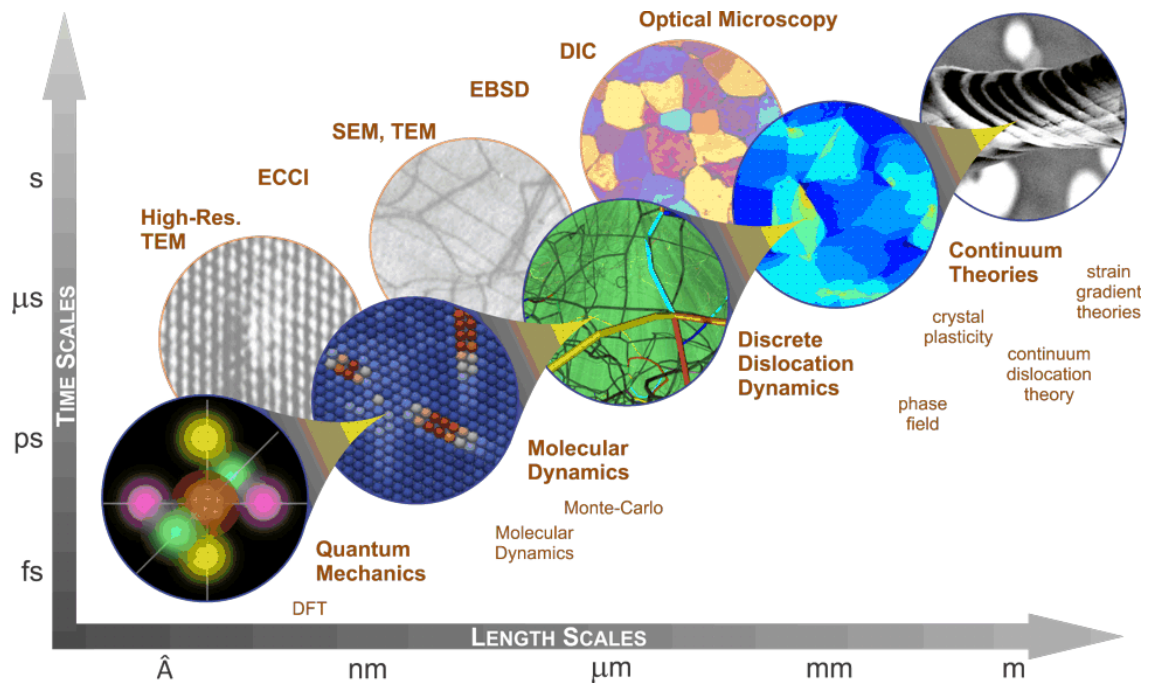 Optical Microscopy
DIC
EBSD
SEM, TEM
ECCI
High-Res.
TEM
TIME SCALES
s
μs
ps
fs
Continuum
Theories
strain
gradient
theories
crystal
plasticity
continuum
dislocation
theory
phase
field
Discrete
Dislocation
Dynamics
Molecular
Dynamics
Monte-Carlo
Molecular
Dynamics
Quantum
Mechanics
DFT
LENGTH SCALES
Â
nm
μm
mm
m